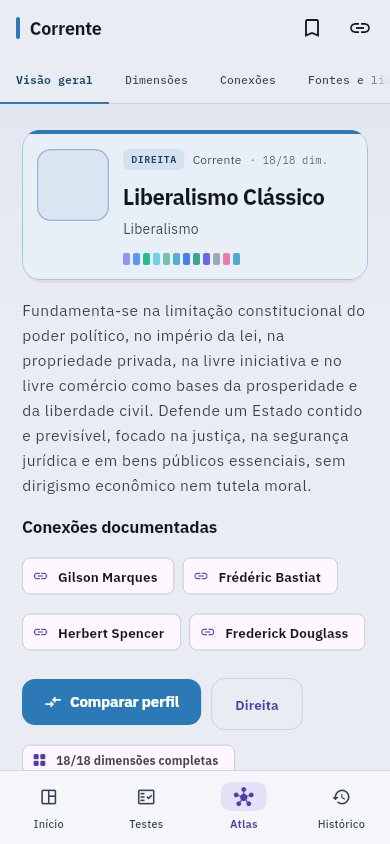 Corrente
Visão geral Dimensões Conexões Fontes e li
DIREITA Corrente · 18/18 dim.
Liberalismo Clássico
Liberalismo
Fundamenta-se na limitação constitucional do
poder político, no império da lei, na
propriedade privada, na livre iniciativa e no
livre comércio como bases da prosperidade e
da liberdade civil. Defende um Estado contido
e previsível, focado na justiça, na segurança
jurídica e em bens públicos essenciais, sem
dirigismo econômico nem tutela moral.
Conexões documentadas
Gilson Marques Frédéric Bastiat
Herbert Spencer Frederick Douglass
Comparar perfil Direita
18/18 dimensões completas
Início Testes Atlas Histórico